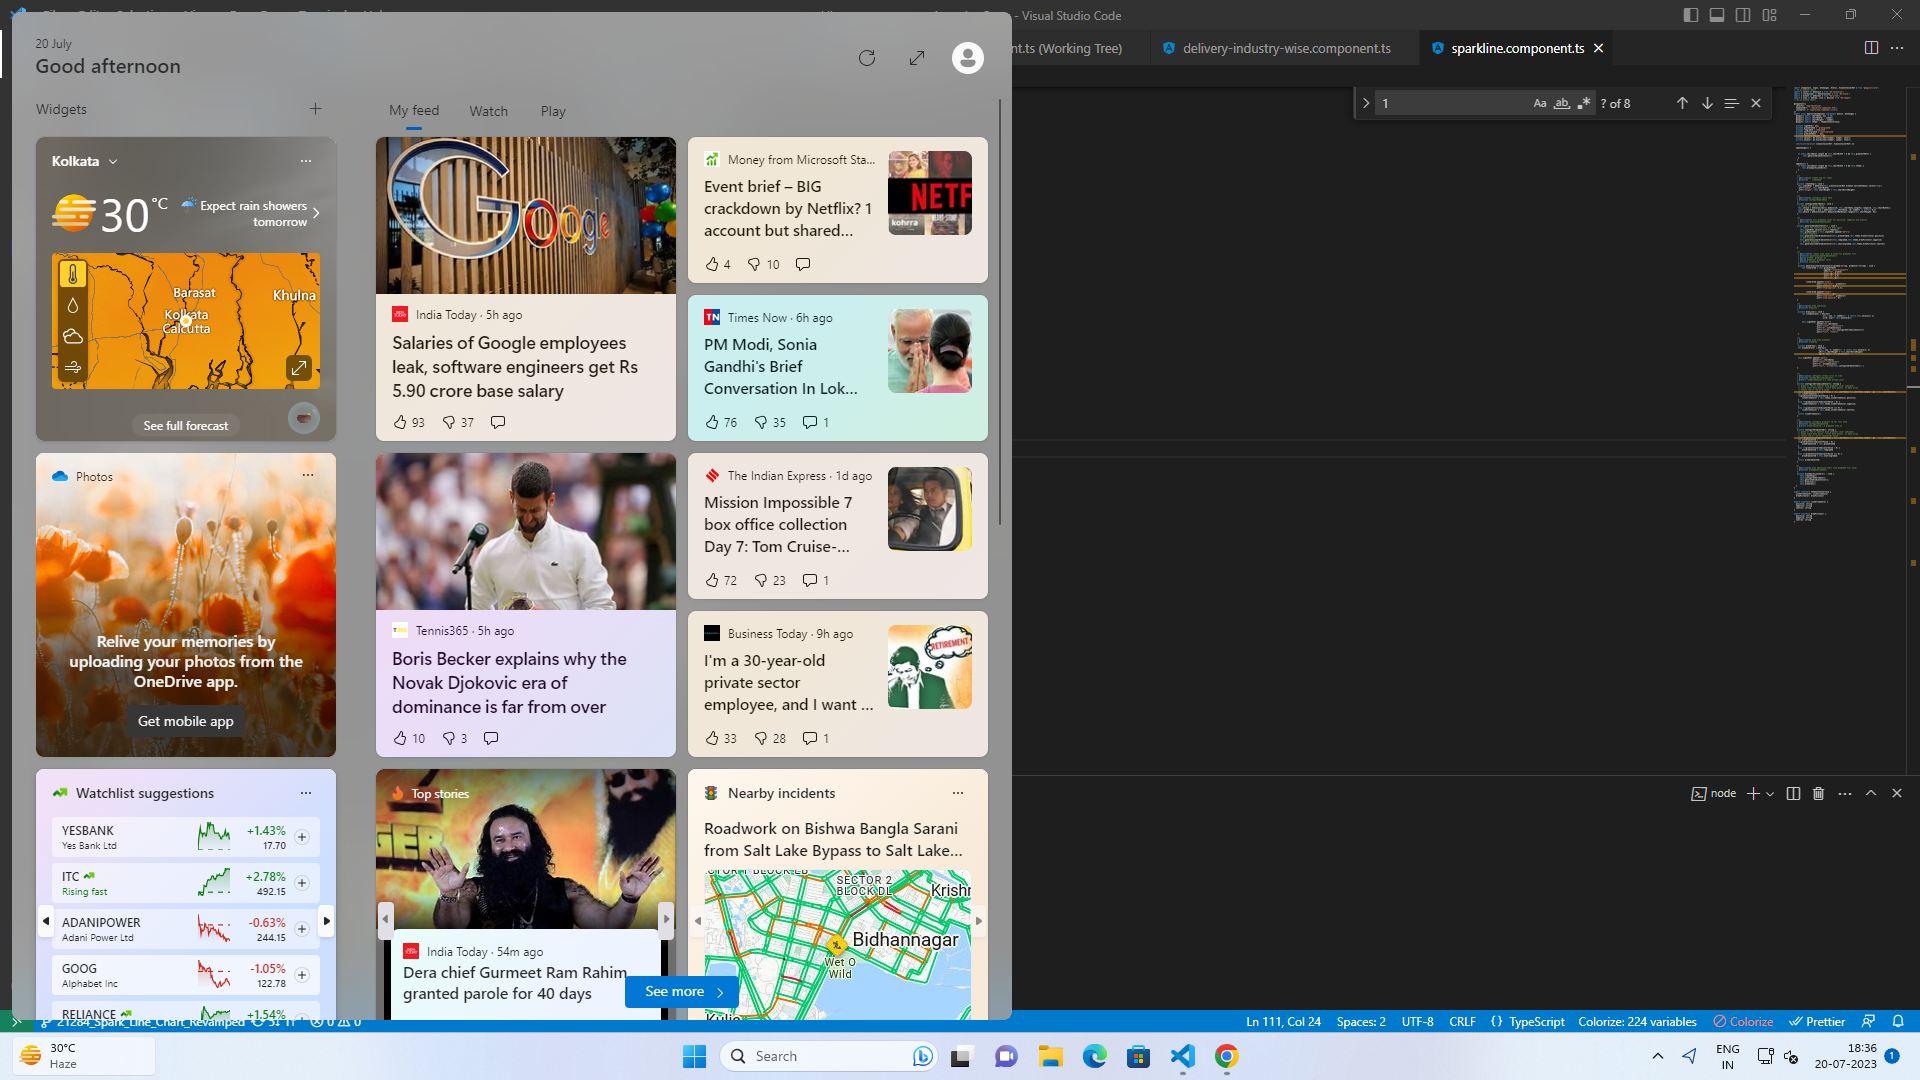 - Visual Studio Code
nt.ts (Working Tree)
delivery-industry-wise.component.ts
sparkline.component.ts
1
Aa
ab
? of 8
20 July
Good afternoon
Widgets
My feed
Watch
Play
Kolkata
30 °C
Expect rain showers
tomorrow
Barasat
Khulna
Kolkata
Calcutta
See full forecast
Photos
Relive your memories by
uploading your photos from the
OneDrive app.
Get mobile app
Watchlist suggestions
YESBANK
Yes Bank Ltd
+1.43%
17.70
ITC
Rising fast
+2.78%
492.15
ADANIPOWER
Adani Power Ltd
-0.63%
244.15
GOOG
Alphabet Inc
-1.05%
122.78
RELIANCE
+1.54%
Google
India Today · 5h ago
Salaries of Google employees
leak, software engineers get Rs
5.90 crore base salary
93
37
Money from Microsoft Sta...
Event brief – BIG
crackdown by Netflix? 1
account but shared...
NETF
kohrra
4
10
TN
Times Now · 6h ago
PM Modi, Sonia
Gandhi's Brief
Conversation In Lok...
76
35
1
The Indian Express · 1d ago
Mission Impossible 7
box office collection
Day 7: Tom Cruise-...
72
23
1
Tennis365 · 5h ago
Boris Becker explains why the
Novak Djokovic era of
dominance is far from over
10
3
Business Today · 9h ago
I'm a 30-year-old
private sector
employee, and I want ...
RETIREMENT
33
28
1
Top stories
India Today · 54m ago
Dera chief Gurmeet Ram Rahim
granted parole for 40 days
See more
Nearby incidents
Roadwork on Bishwa Bangla Sarani
from Salt Lake Bypass to Salt Lake...
SECTOR 2
BLOCK DL
Krishr
Bidhannagar
Wet O
Wild
Kulia
node
21284_Spark_Line_Chart_Revamped
0
0
Ln 111, Col 24
Spaces: 2
UTF-8
CRLF
{ } TypeScript
Colorize: 224 variables
Colorize
Prettier
30°C
Haze
Search
ENG
IN
18:36
20-07-2023
1